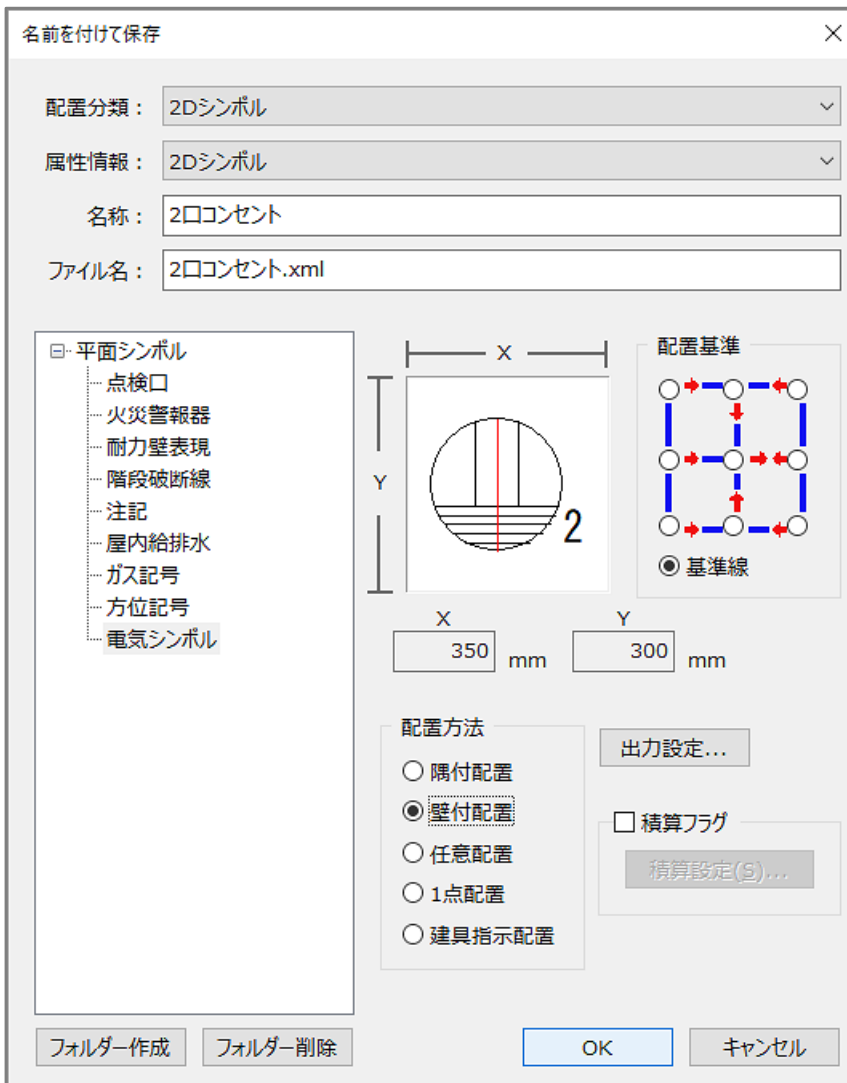 名前を付けて保存
配置分類：
2Dシンボル
属性情報：
2Dシンボル
名称：
2口コンセント
ファイル名：
2口コンセント.xml
平面シンボル
点検口
火災警報器
耐力壁表現
階段破断線
注記
屋内給排水
ガス記号
方位記号
電気シンボル
X
Y
2
配置基準
基準線
X
350 mm
Y
300 mm
配置方法
隅付配置
壁付配置
任意配置
1点配置
建具指示配置
出力設定...
積算フラグ
積算設定(S)...
フォルダー作成
フォルダー削除
OK
キャンセル